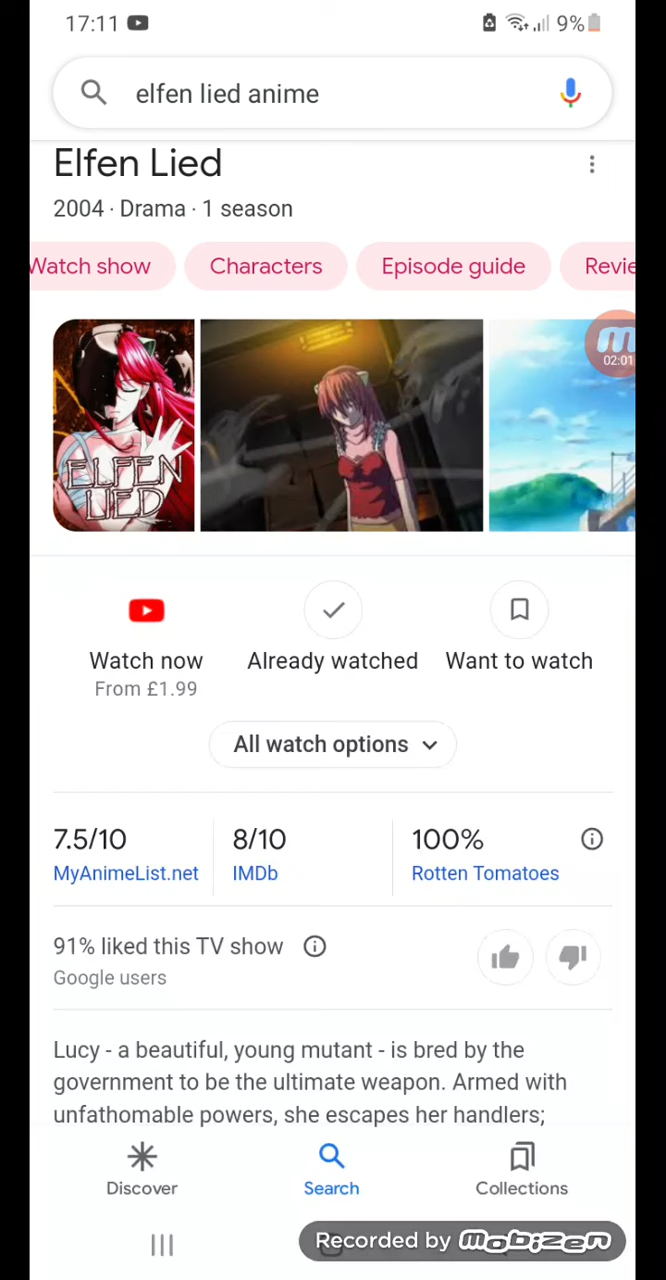 17:11
9%
elfen lied anime
Elfen Lied
2004 · Drama · 1 season
Watch show
Characters
Episode guide
Revie
ELFEN
LIED
02:01
Watch now
Already watched
Want to watch
From £1.99
All watch options
7.5/10
8/10
100%
MyAnimeList.net
IMDb
Rotten Tomatoes
91% liked this TV show
Google users
Lucy - a beautiful, young mutant - is bred by the
government to be the ultimate weapon. Armed with
unfathomable powers, she escapes her handlers;
Discover
Search
Collections
Recorded by mobizen